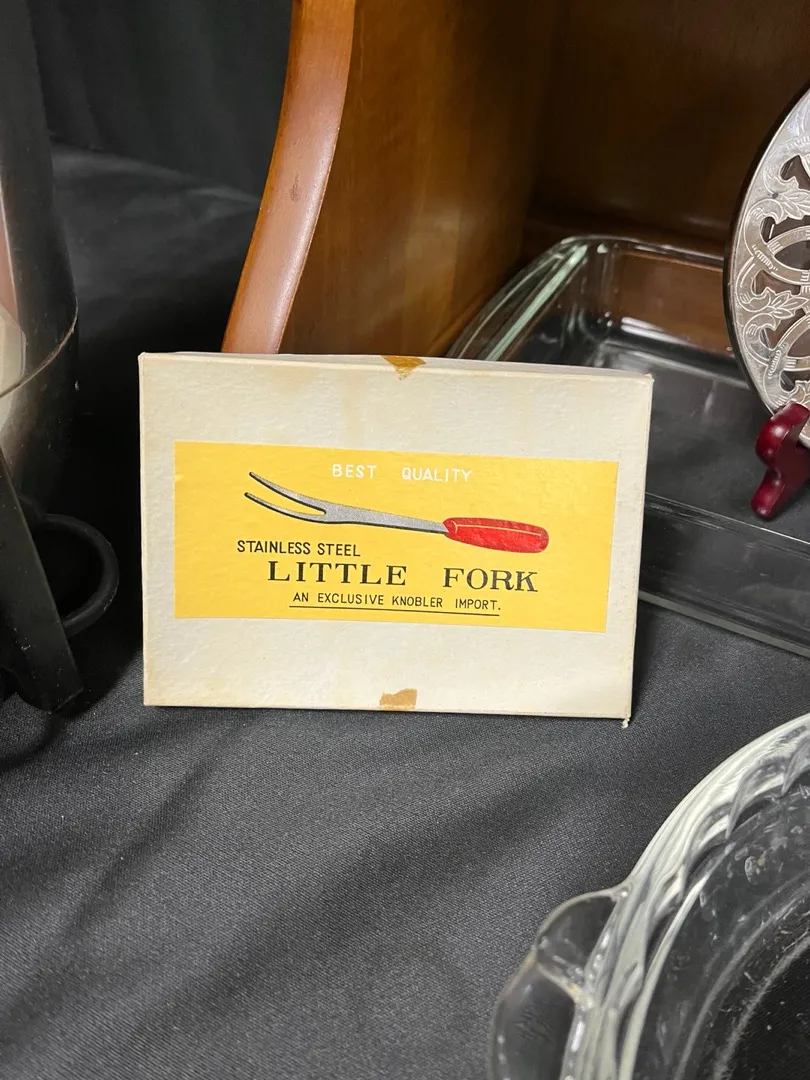 BEST QUALITY
STAINLESS STEEL
LITTLE FORK
AN EXCLUSIVE KNOBLER IMPORT.